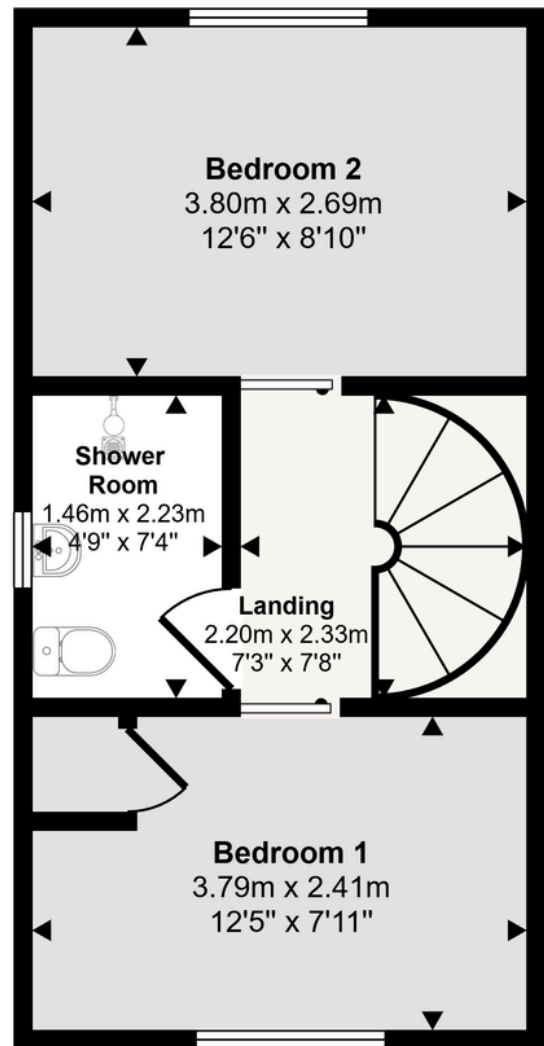 Bedroom 2
3.80m x 2.69m
12'6" x 8'10"
Shower
Room
1.46m x 2.23m
4'9" x 7'4"
Landing
2.20m x 2.33m
7'3" x 7'8"
Bedroom 1
3.79m x 2.41m
12'5" x 7'11"